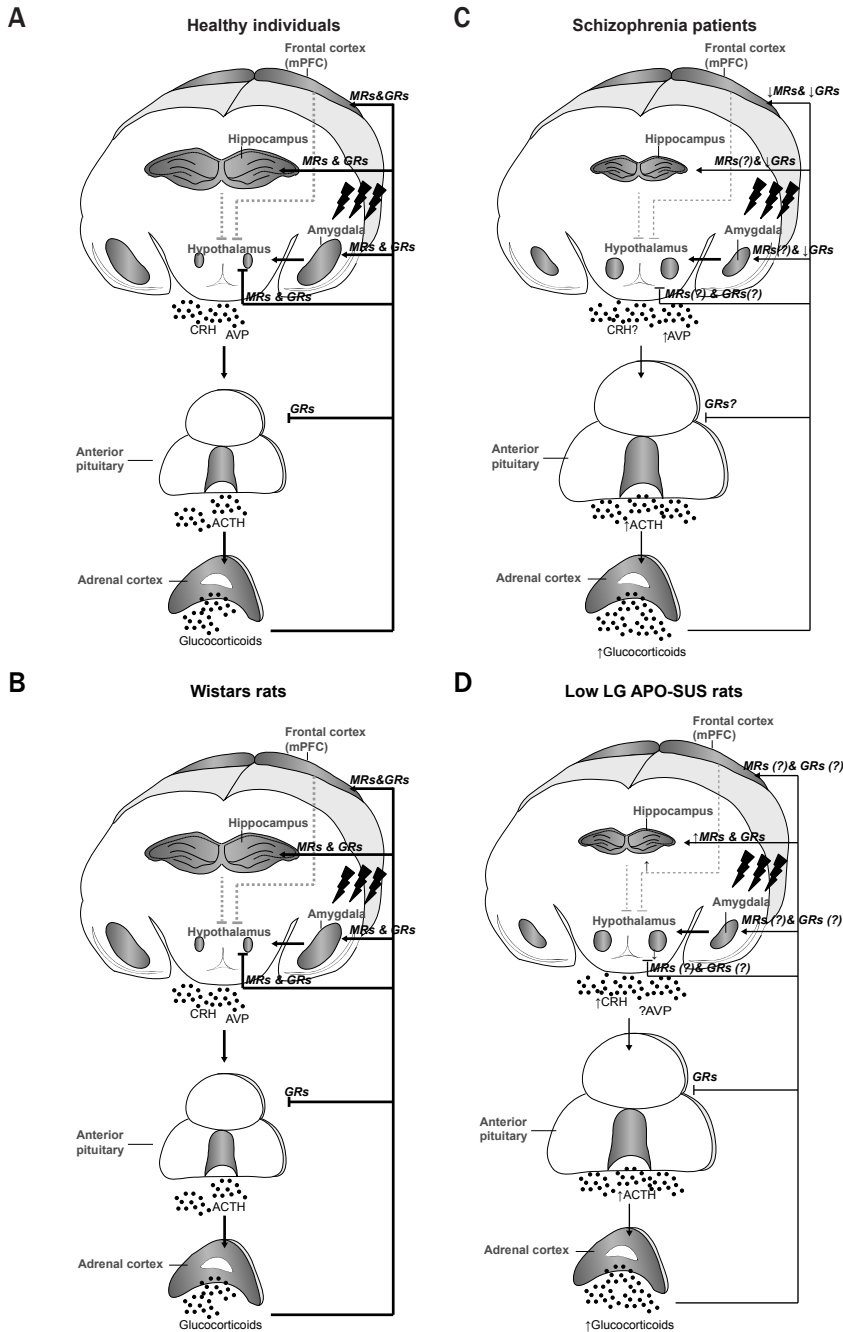 A
Healthy individuals
Frontal cortex
(mPFC)
MRs&GRs
Hippocampus
MRs & GRs
Amygdala
Hypothalamus
MRs & GRs
MRs & GRs
CRH
AVP
GRs
Anterior
pituitary
ACTH
Adrenal cortex
Glucocorticoids
C
Schizophrenia patients
Frontal cortex
(mPFC)
↓MRs& ↓GRs
Hippocampus
MRs(?)& ↓GRs
Amygdala
Hypothalamus
MRs(?)& ↓GRs
MRs(?) & GRs(?)
CRH?
↑AVP
GRs?
Anterior
pituitary
↑ACTH
Adrenal cortex
↑Glucocorticoids
B
Wistars rats
Frontal cortex
(mPFC)
MRs&GRs
Hippocampus
MRs & GRs
Amygdala
Hypothalamus
MRs & GRs
MRs & GRs
CRH
AVP
GRs
Anterior
pituitary
ACTH
Adrenal cortex
Glucocorticoids
D
Low LG APO-SUS rats
Frontal cortex
(mPFC)
MRs (?)& GRs (?)
Hippocampus
↑MRs & GRs
↑
Amygdala
Hypothalamus
MRs (?)& GRs (?)
↓
MRs (?)& GRs (?)
↑CRH
?AVP
GRs
Anterior
pituitary
↑ACTH
Adrenal cortex
↑Glucocorticoids